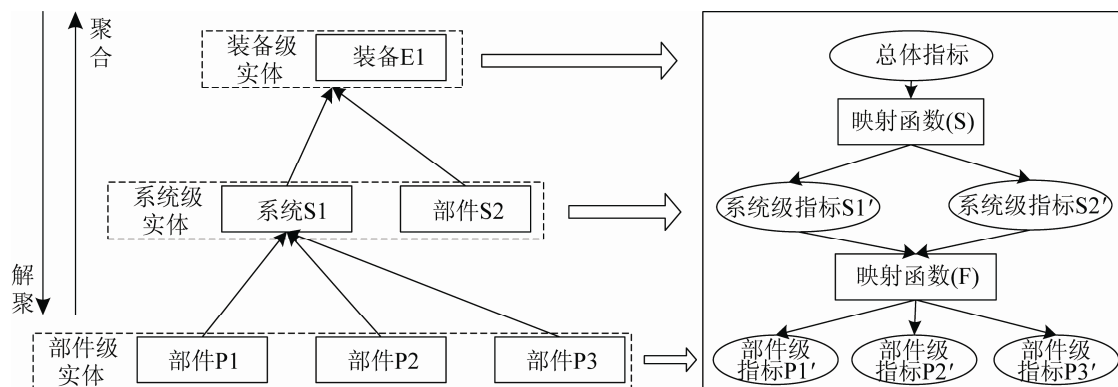 聚合
解聚
装备级
实体
装备E1
系统级
实体
系统S1
部件S2
部件级
实体
部件P1
部件P2
部件P3
总体指标
映射函数(S)
系统级指标S1′
系统级指标S2′
映射函数(F)
部件级
指标P1′
部件级
指标P2′
部件级
指标P3′